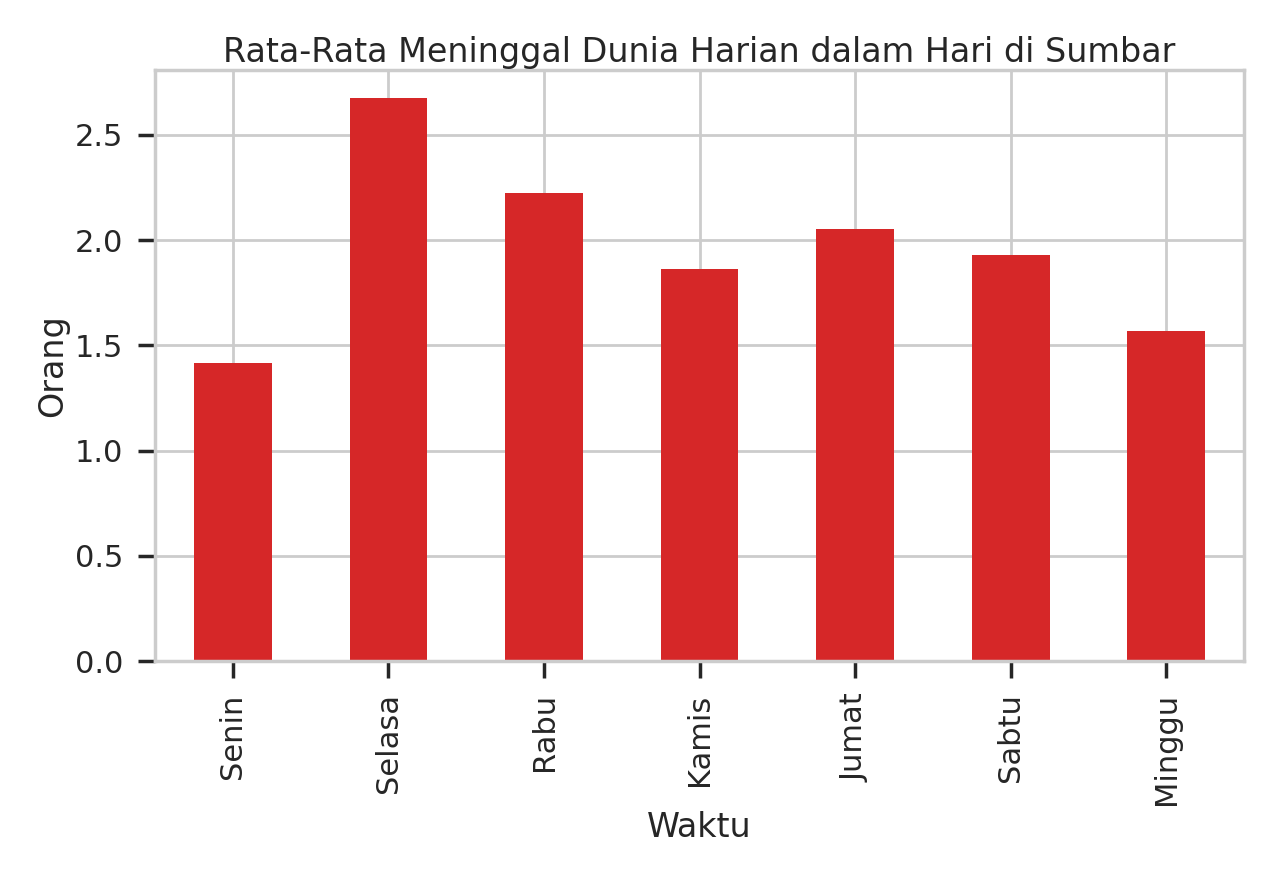 Rata-Rata Meninggal Dunia Harian dalam Hari di Sumbar
Orang
2.5
2.0
1.5
1.0
0.5
0.0
Senin
Selasa
Rabu
Kamis
Jumat
Sabtu
Minggu
Waktu